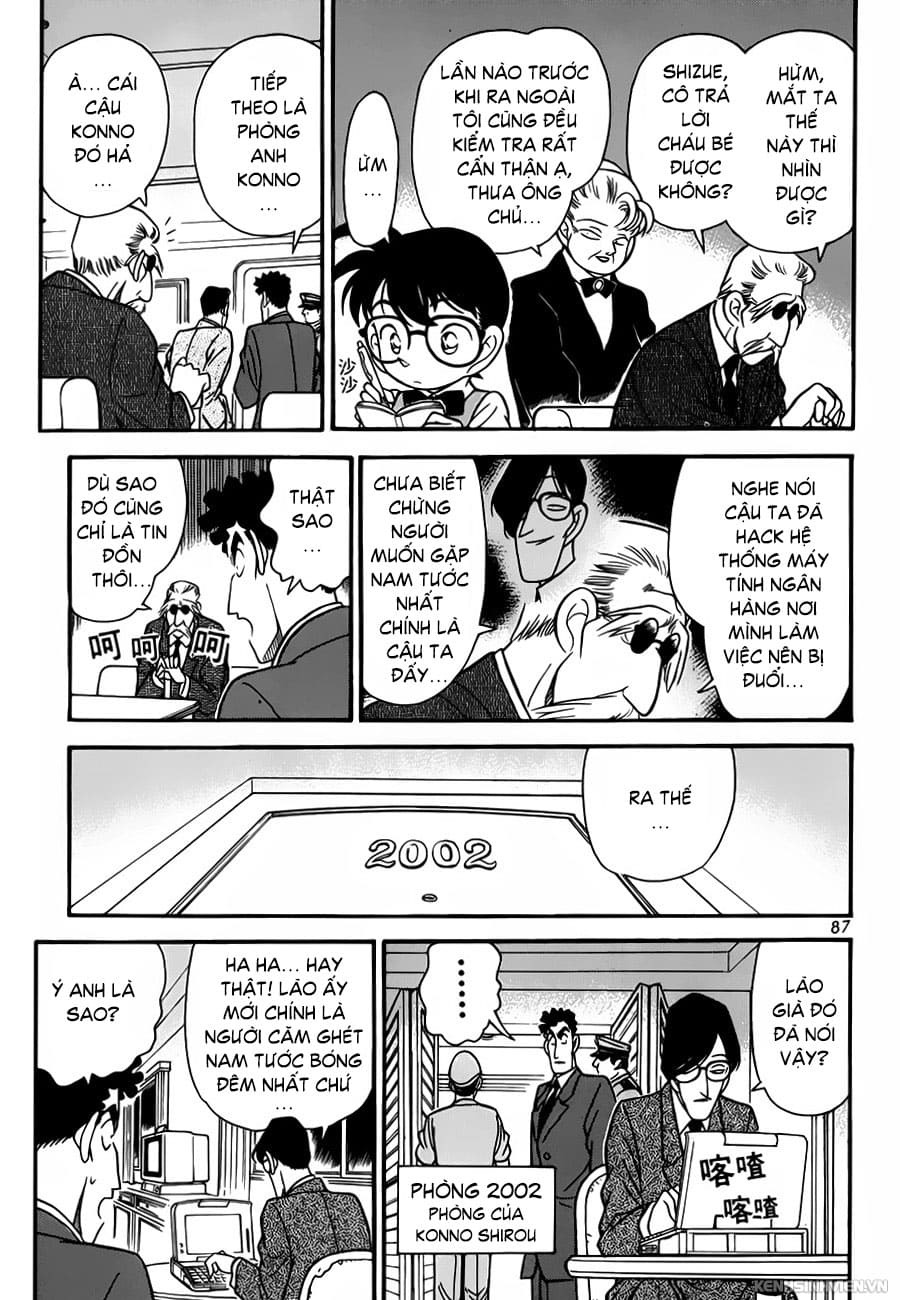 HỪM,
MẮT TA
THẾ
NÀY THÌ
NHÌN
ĐƯỢC
GÌ?
SHIZUE,
CÔ TRẢ
LỜI
CHÁU BÉ
ĐƯỢC
KHÔNG?
LẦN NÀO TRƯỚC
KHI RA NGOÀI
TÔI CŨNG ĐỀU
KIỂM TRA RẤT
CẨN THẬN Ạ,
THƯA ÔNG
CHỦ...
ỪM
...
沙沙
TIẾP
THEO LÀ
PHÒNG
ANH
KONNO
...
À... CÁI
CẬU
KONNO
ĐÓ HẢ
...
NGHE NÓI
CẬU TA ĐÃ
HACK HỆ
THỐNG MÁY
TÍNH NGÂN
HÀNG NƠI
MÌNH LÀM
VIỆC NÊN BỊ
ĐUỔI...
CHƯA BIẾT
CHỪNG
NGƯỜI
MUỐN GẶP
NAM TƯỚC
NHẤT
CHÍNH LÀ
CẬU TA
ĐẤY...
THẬT
SAO
...
DÙ SAO
ĐÓ CŨNG
CHỈ LÀ TIN
ĐỒN
THÔI...
呵呵呵
RA THẾ
...
2002
87
LÃO
GIÀ ĐÓ
ĐÃ NÓI
VẬY?
喀喳
喀喳
.....
PHÒNG 2002
PHÒNG CỦA
KONNO SHIROU
HA HA... HAY
THẬT! LÃO ẤY
MỚI CHÍNH LÀ
NGƯỜI CĂM GHÉT
NAM TƯỚC BÓNG
ĐÊM NHẤT CHỨ
...
Ý ANH LÀ
SAO?
KENHSINHVIEN.VN